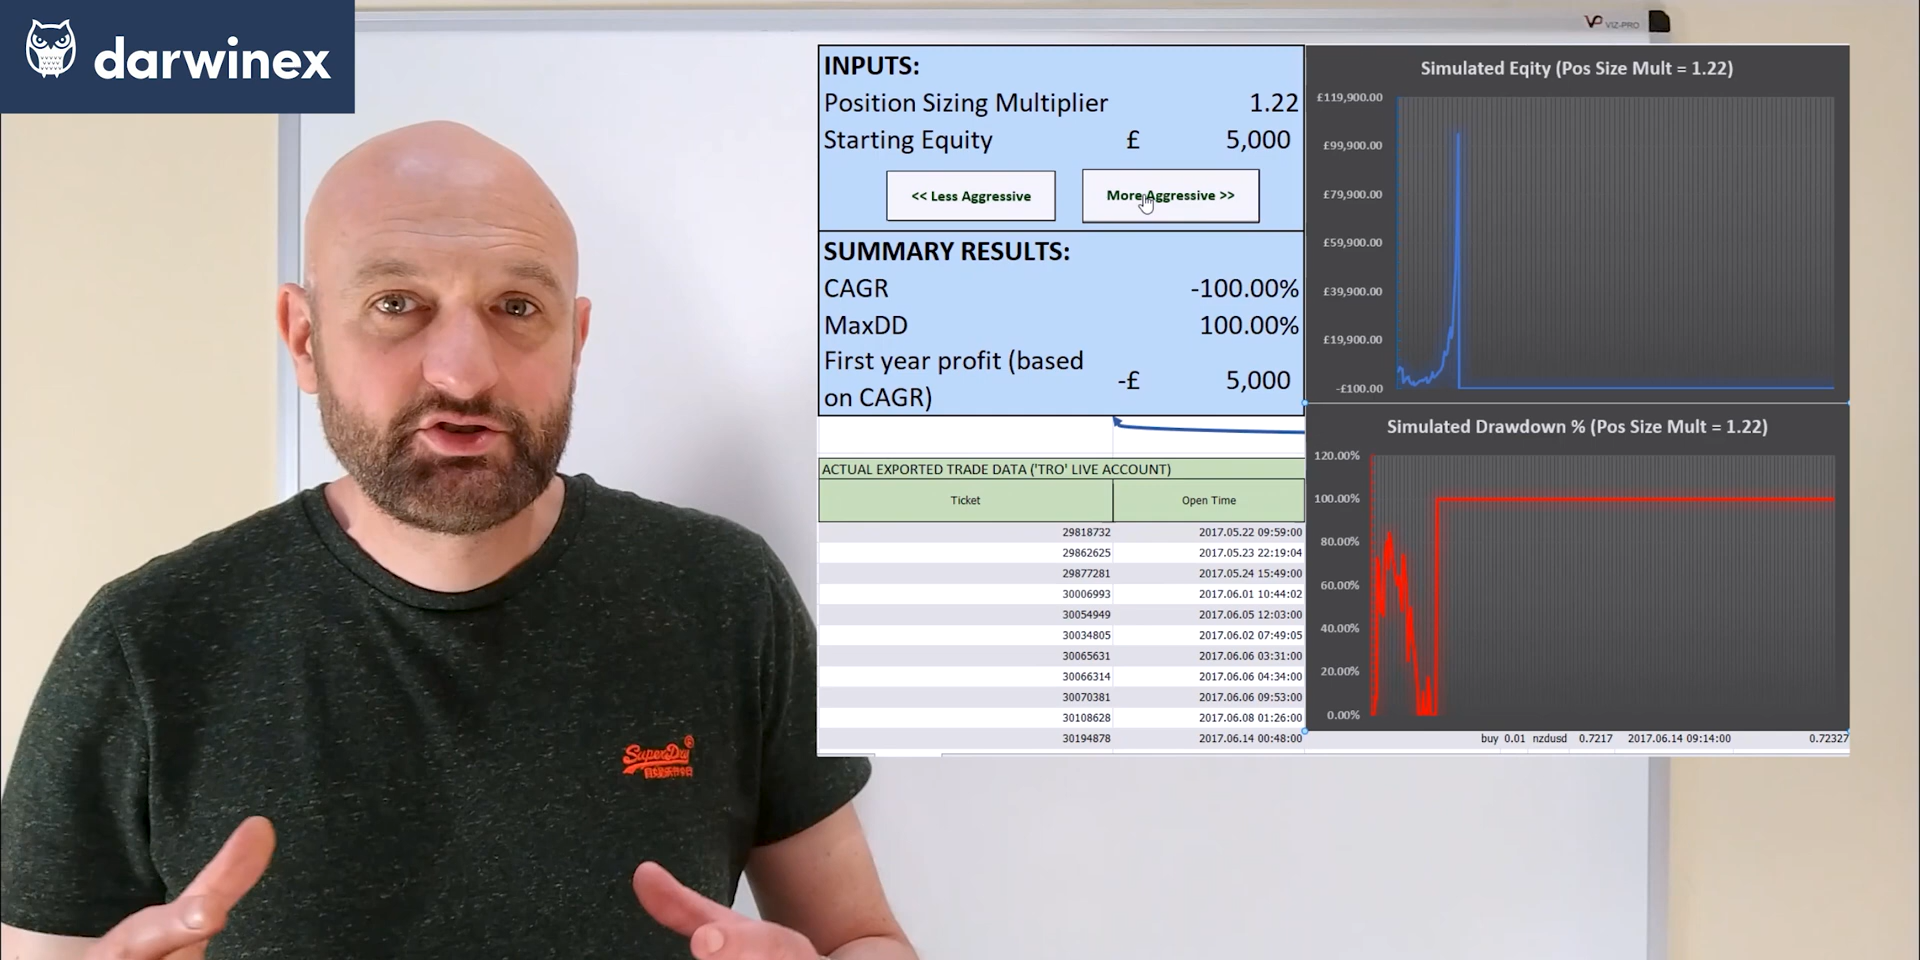 darwinex
VIZ-PRO
INPUTS:
Position Sizing Multiplier 1.22
Starting Equity £ 5,000
<< Less Aggressive More Aggressive >>
SUMMARY RESULTS:
CAGR -100.00%
MaxDD 100.00%
First year profit (based
on CAGR) -£ 5,000
ACTUAL EXPORTED TRADE DATA ('TRO' LIVE ACCOUNT)
Ticket Open Time
29818732 2017.05.22 09:59:00
29862625 2017.05.23 22:19:04
29877281 2017.05.24 15:49:00
30006993 2017.06.01 10:44:02
30054949 2017.06.05 12:03:00
30034805 2017.06.02 07:49:05
30065631 2017.06.06 03:31:00
30066314 2017.06.06 04:34:00
30070381 2017.06.06 09:53:00
30108628 2017.06.08 01:26:00
30194878 2017.06.14 00:48:00 buy 0.01 nzdusd 0.7217 2017.06.14 09:14:00 0.72327
Simulated Eqity (Pos Size Mult = 1.22)
£119,900.00
£99,900.00
£79,900.00
£59,900.00
£39,900.00
£19,900.00
-£100.00
Simulated Drawdown % (Pos Size Mult = 1.22)
120.00%
100.00%
80.00%
60.00%
40.00%
20.00%
0.00%
SuperDry